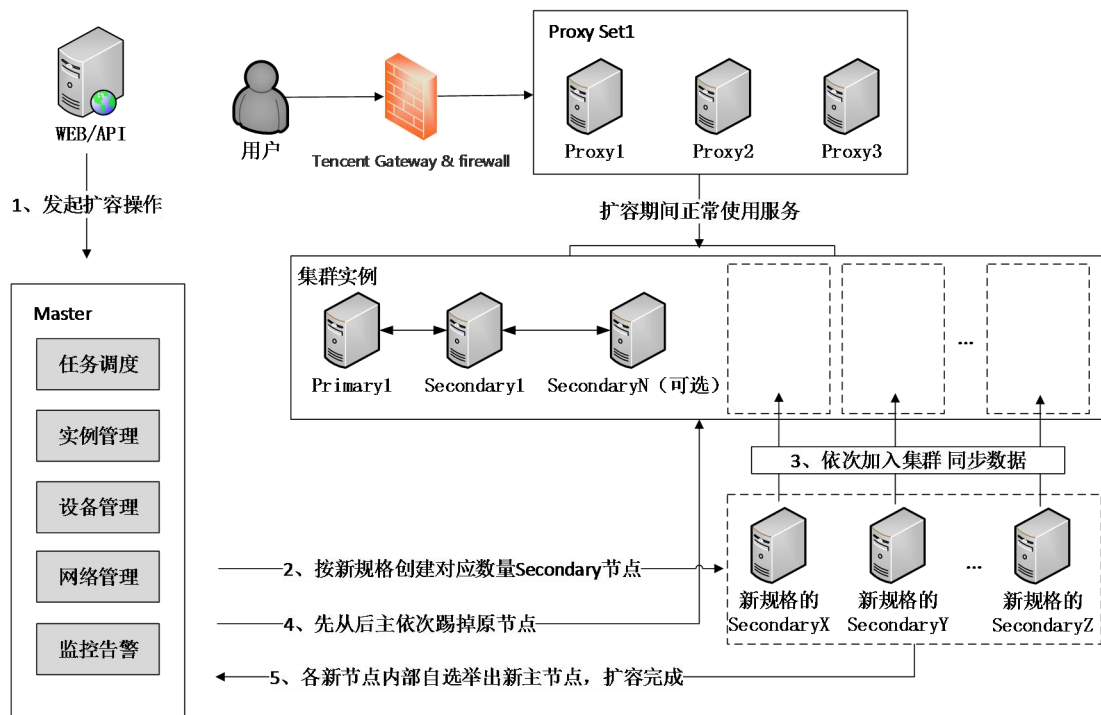 WEB/API
1、发起扩容操作
用户
Tencent Gateway & firewall
Proxy Set1
Proxy1
Proxy2
Proxy3
扩容期间正常使用服务
Master
任务调度
实例管理
设备管理
网络管理
监控告警
集群实例
Primary1
Secondary1
SecondaryN（可选）
...
3、依次加入集群 同步数据
2、按新规格创建对应数量Secondary节点
新规格的
SecondaryX
新规格的
SecondaryY
...
新规格的
SecondaryZ
4、先从后主依次踢掉原节点
5、各新节点内部自选举出新主节点，扩容完成